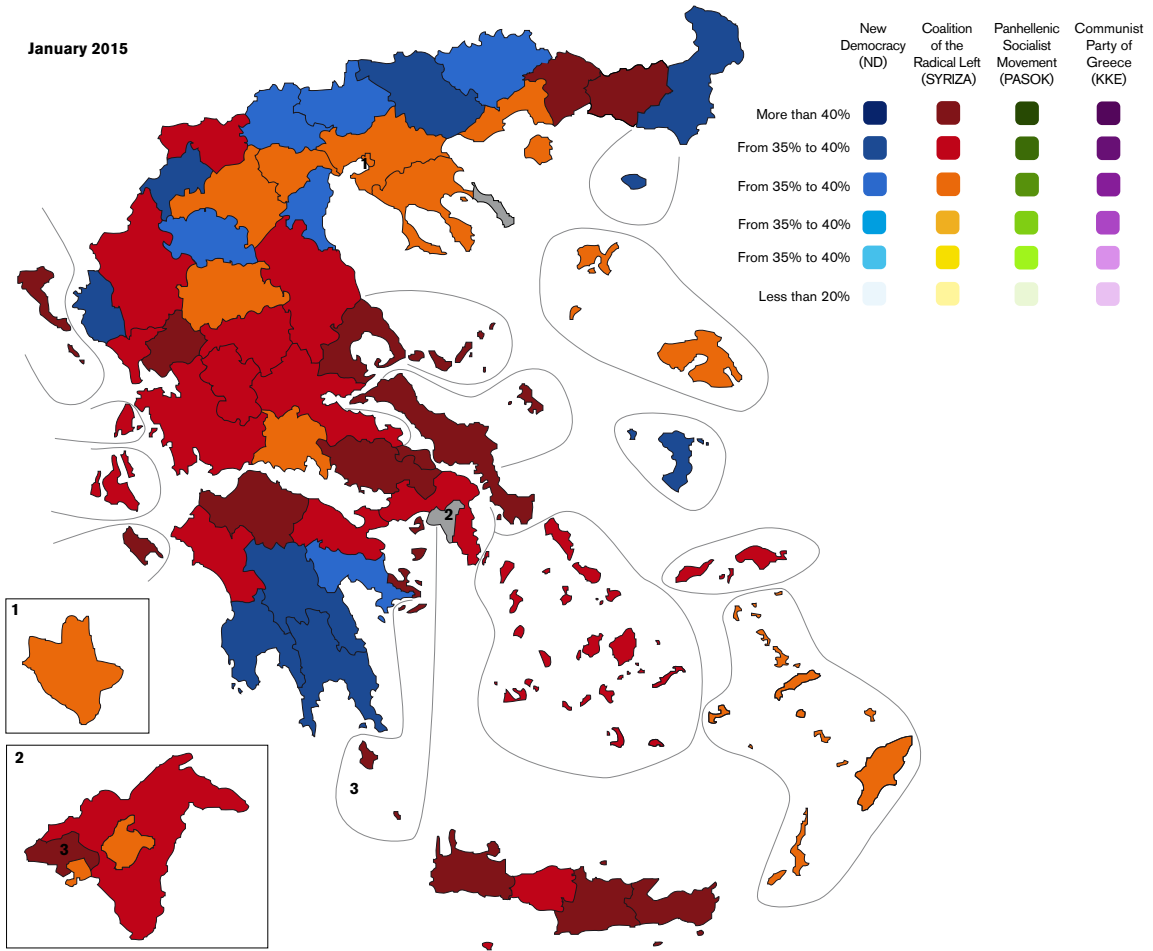 January 2015
New
Democracy
(ND)
Coalition
of the
Radical Left
(SYRIZA)
Panhellenic
Socialist
Movement
(PASOK)
Communist
Party of
Greece
(KKE)
More than 40%
From 35% to 40%
From 35% to 40%
From 35% to 40%
From 35% to 40%
Less than 20%
1
2
3
1
2
3